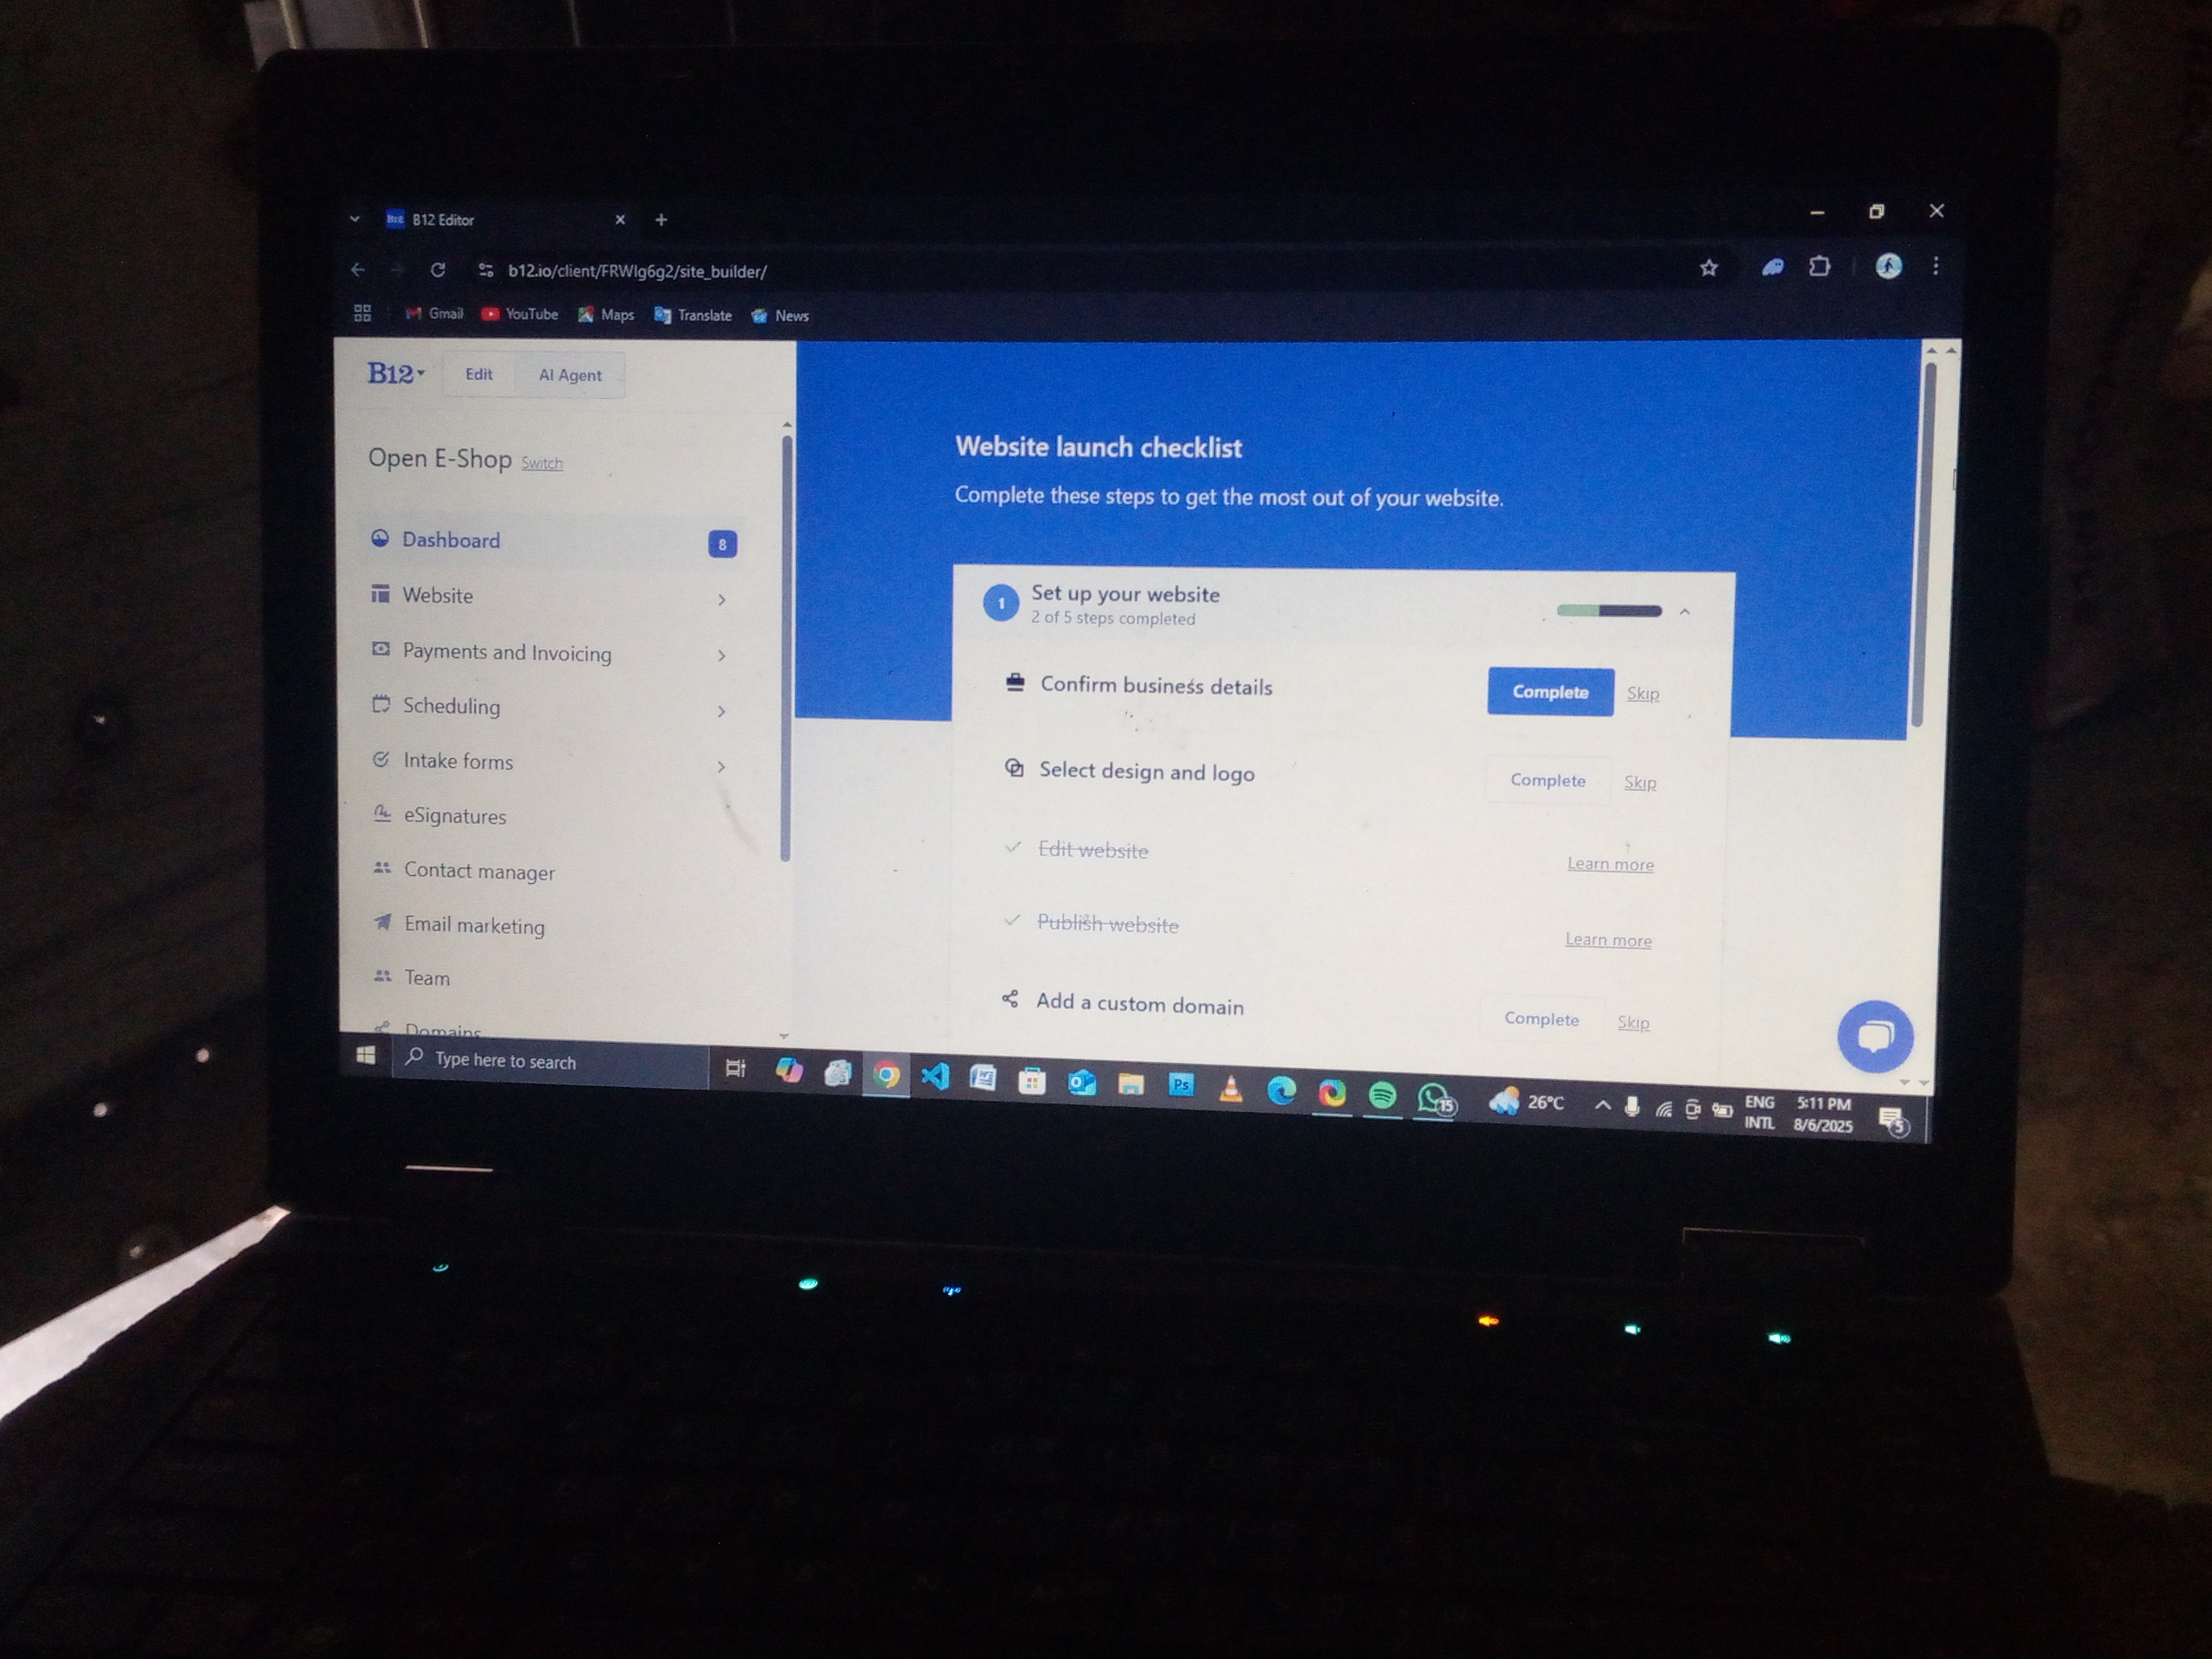 B12 Editor
b12.io/client/FRWIg6g2/site_builder/
Gmail YouTube Maps Translate News
B12 Edit AI Agent
Open E-Shop Switch
Dashboard 8
Website
Payments and Invoicing
Scheduling
Intake forms
eSignatures
Contact manager
Email marketing
Team
Domains
Website launch checklist
Complete these steps to get the most out of your website.
1 Set up your website
2 of 5 steps completed
Confirm business details Complete Skip
Select design and logo Complete Skip
Edit website Learn more
Publish website Learn more
Add a custom domain Complete Skip
Type here to search
Ps
15
26°C
ENG
INTL
5:11 PM
8/6/2025
5